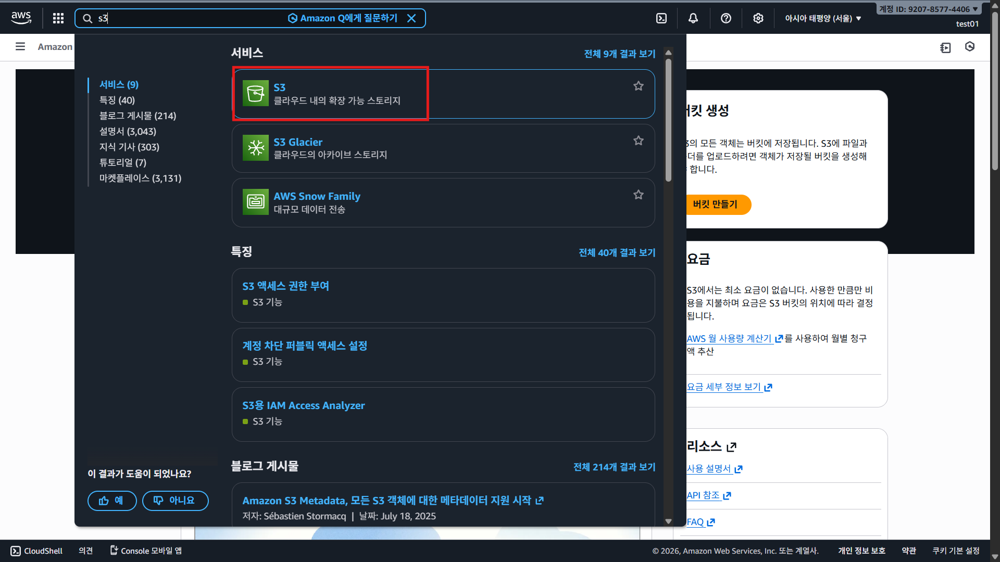 aws
s3
Amazon Q에게 질문하기
아시아 태평양 (서울) ▼
계정 ID: 9207-8577-4406 ▼
test01
Amazon
서비스 (9)
특징 (40)
블로그 게시물 (214)
설명서 (3,043)
지식 기사 (303)
튜토리얼 (7)
마켓플레이스 (3,131)
이 결과가 도움이 되었나요?
예
아니요
서비스
전체 9개 결과 보기
S3
클라우드 내의 확장 가능 스토리지
S3 Glacier
클라우드의 아카이브 스토리지
AWS Snow Family
대규모 데이터 전송
특징
전체 40개 결과 보기
S3 액세스 권한 부여
S3 기능
계정 차단 퍼블릭 액세스 설정
S3 기능
S3용 IAM Access Analyzer
S3 기능
블로그 게시물
전체 214개 결과 보기
Amazon S3 Metadata, 모든 S3 객체에 대한 메타데이터 지원 시작
저자: Sébastien Stormacq | 날짜: July 18, 2025
생성
모든 객체는 버킷에 저장됩니다. S3에 파일과
업로드하려면 객체가 저장될 버킷을 생성해
합니다.
버킷 만들기
요금
S3에서는 최소 요금이 없습니다. 사용한 만큼만 비
용을 지불하며 요금은 S3 버킷의 위치에 따라 결정
됩니다.
AWS 월 사용량 계산기 를 사용하여 월별 청구
액 추산
요금 세부 정보 보기
리소스
사용 설명서
API 참조
FAQ
CloudShell
의견
Console 모바일 앱
© 2026, Amazon Web Services, Inc. 또는 계열사.
개인 정보 보호
약관
쿠키 기본 설정